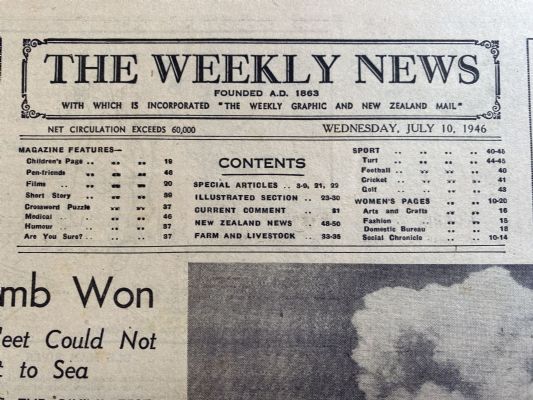 THE WEEKLY NEWS
FOUNDED A.D. 1863
WITH WHICH IS INCORPORATED "THE WEEKLY GRAPHIC AND NEW ZEALAND MAIL"
NET CIRCULATION EXCEEDS 60,000
WEDNESDAY, JULY 10, 1946
MAGAZINE FEATURES—
Children's Page .. .. .. 19
Pen-friends .. .. 46
Films .. .. .. 20
Short Story .. .. 39
Crossword Puzzle .. .. 37
Medical .. .. .. 46
Humour .. .. .. 37
Are You Sure? .. .. .. 37
CONTENTS
SPECIAL ARTICLES .. 3-9, 21, 22
ILLUSTRATED SECTION .. 23-30
CURRENT COMMENT .. 31
NEW ZEALAND NEWS .. 48-50
FARM AND LIVESTOCK .. 33-35
SPORT .. .. .. 40-45
Turf .. .. .. 44-45
Football .. .. .. 40
Cricket .. .. .. 41
Golf .. .. .. 43
WOMEN'S PAGES .. .. 10-20
Arts and Crafts .. .. 16
Fashion .. .. .. 15
Domestic Bureau .. .. 18
Social Chronicle .. .. 10-14
mb Won
leet Could Not
t to Sea